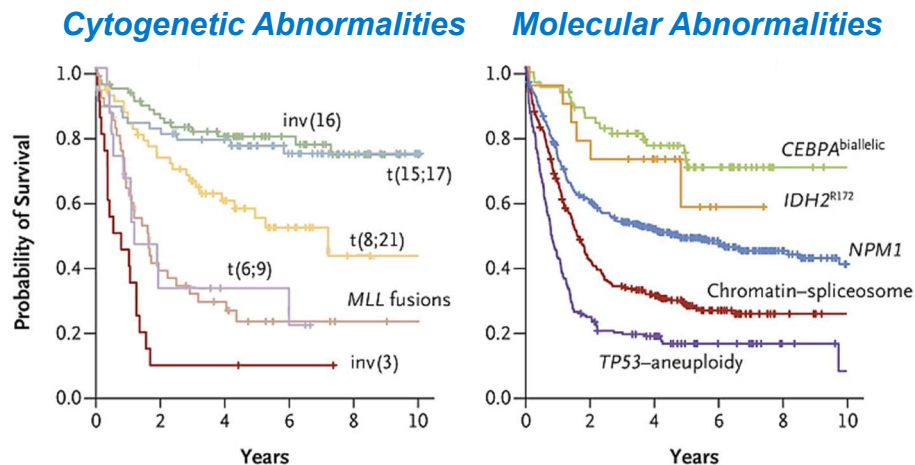 Cytogenetic Abnormalities
Molecular Abnormalities
Probability of Survival
1.0
0.8
0.6
0.4
0.2
0.0
inv(16)
t(15;17)
t(8;21)
t(6;9)
MLL fusions
inv(3)
0 2 4 6 8 10
Years
1.0
0.8
0.6
0.4
0.2
0.0
CEBPAbiallelic
IDH2R172
NPM1
Chromatin–spliceosome
TP53–aneuploidy
0 2 4 6 8 10
Years